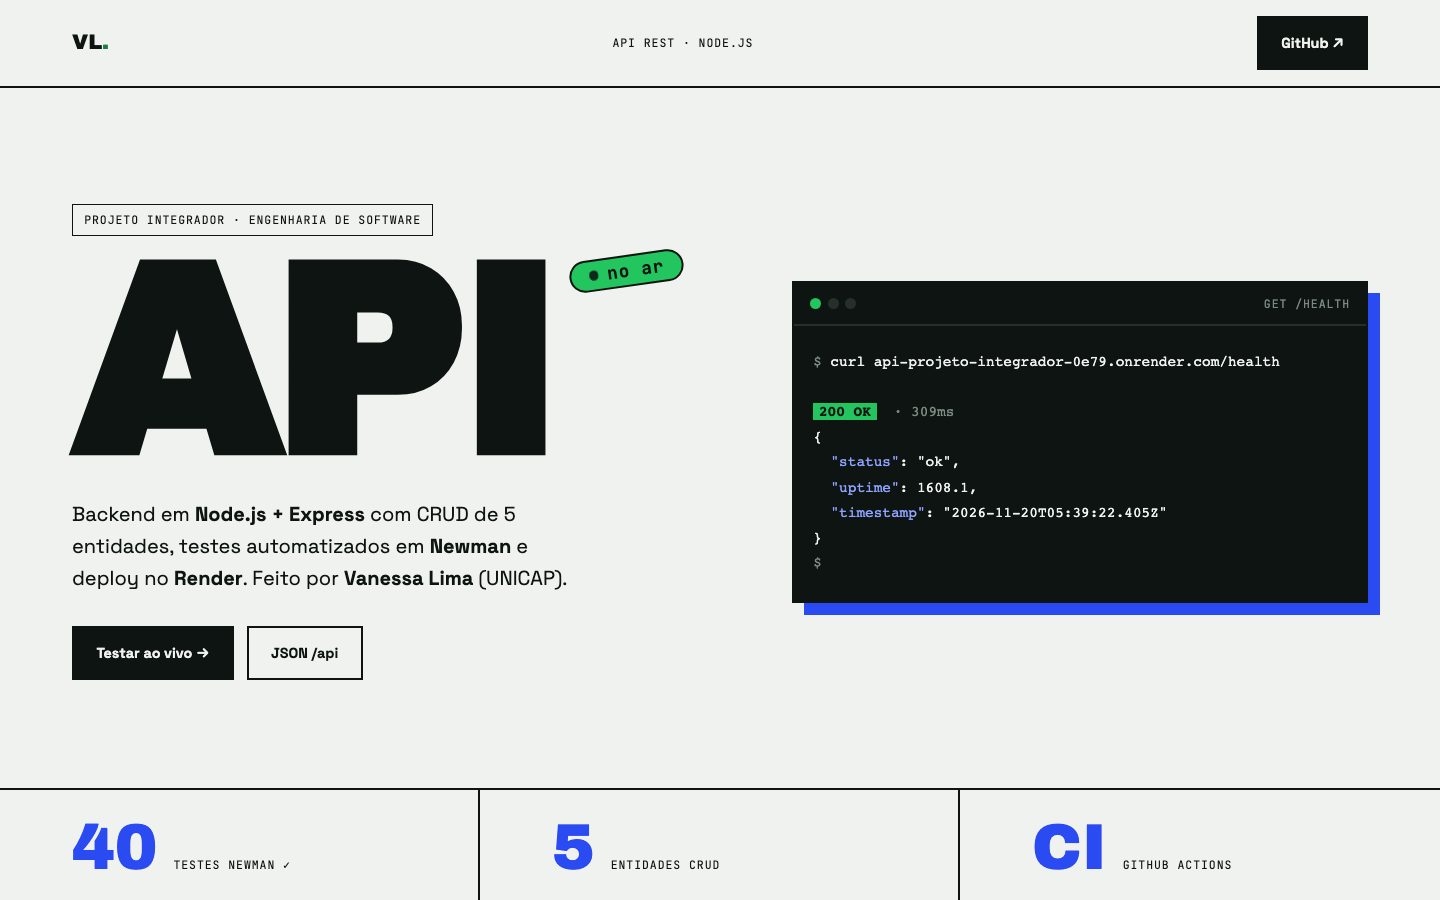 VL.
API REST · NODE.JS
GitHub ↗
PROJETO INTEGRADOR · ENGENHARIA DE SOFTWARE
API
no ar
Backend em Node.js + Express com CRUD de 5
entidades, testes automatizados em Newman e
deploy no Render. Feito por Vanessa Lima (UNICAP).
Testar ao vivo →
JSON /api
GET /HEALTH
$ curl api-projeto-integrador-0e79.onrender.com/health
200 OK · 309ms
{
"status": "ok",
"uptime": 1608.1,
"timestamp": "2026-11-20T05:39:22.405Z"
}
$
40 TESTES NEWMAN ✓
5 ENTIDADES CRUD
CI GITHUB ACTIONS